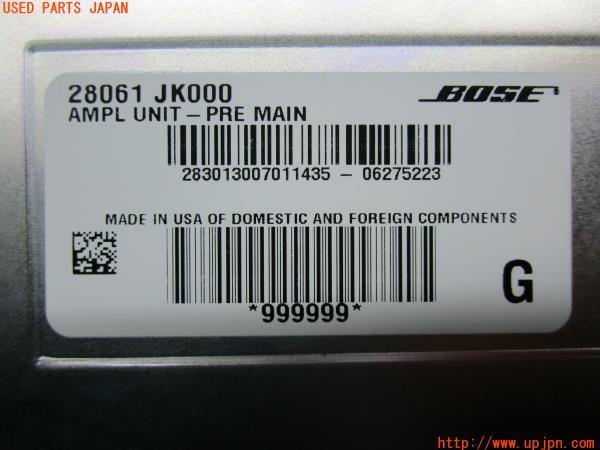 USED PARTS JAPAN
28061 JK000
BOSE
AMPL UNIT – PRE MAIN
283013007011435 – 06275223
MADE IN USA OF DOMESTIC AND FOREIGN COMPONENTS
*999999*
G
http://www.upjpn.com